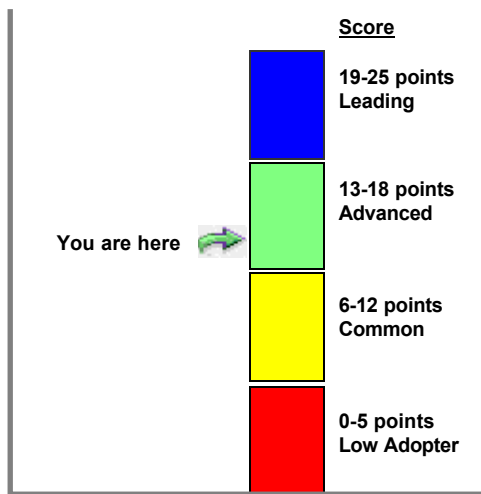 Score
19-25 points
Leading
13-18 points
Advanced
You are here
6-12 points
Common
0-5 points
Low Adopter